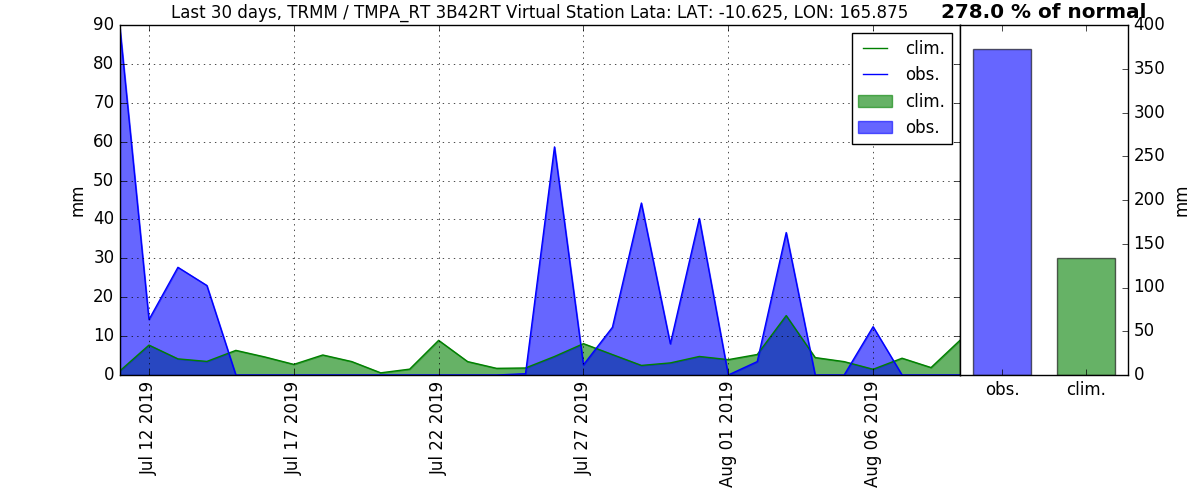 Last 30 days, TRMM / TMPA_RT 3B42RT Virtual Station Lata: LAT: -10.625, LON: 165.875
278.0 % of normal
90
80
70
60
50
40
30
20
10
0
mm
clim.
obs.
clim.
obs.
Jul 12 2019
Jul 17 2019
Jul 22 2019
Jul 27 2019
Aug 01 2019
Aug 06 2019
400
350
300
250
200
150
100
50
0
mm
obs.
clim.